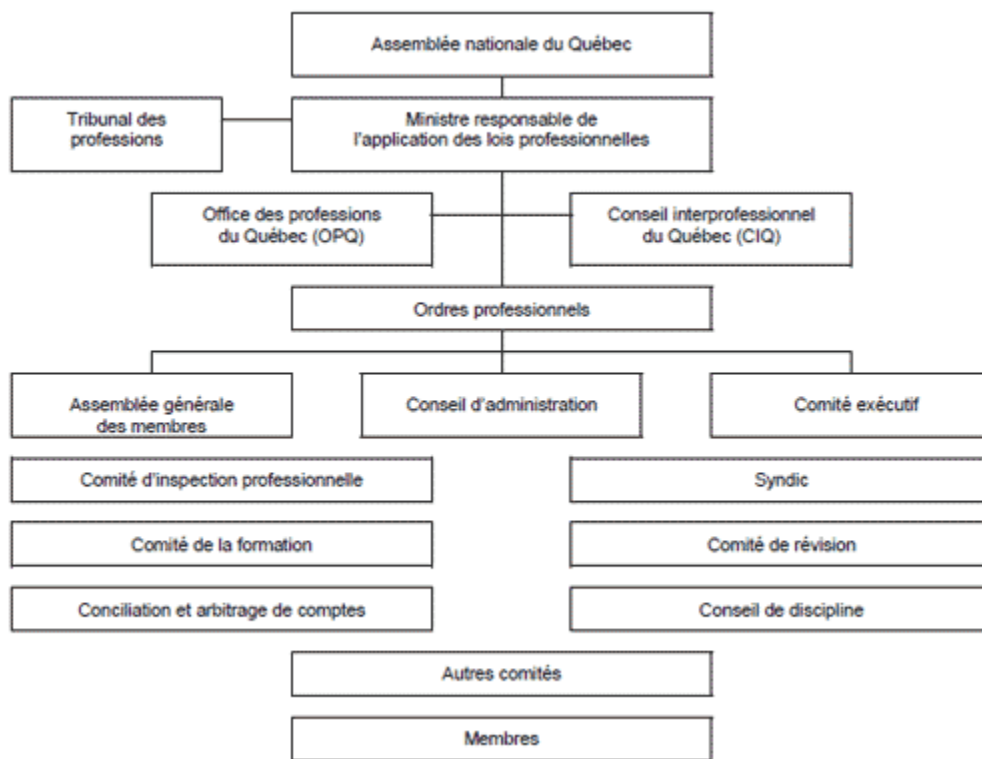 Assemblée nationale du Québec
Tribunal des
professions
Ministre responsable de
l'application des lois professionnelles
Office des professions
du Québec (OPQ)
Conseil interprofessionnel
du Québec (CIQ)
Ordres professionnels
Assemblée générale
des membres
Conseil d'administration
Comité exécutif
Comité d'inspection professionnelle
Syndic
Comité de la formation
Comité de révision
Conciliation et arbitrage de comptes
Conseil de discipline
Autres comités
Membres